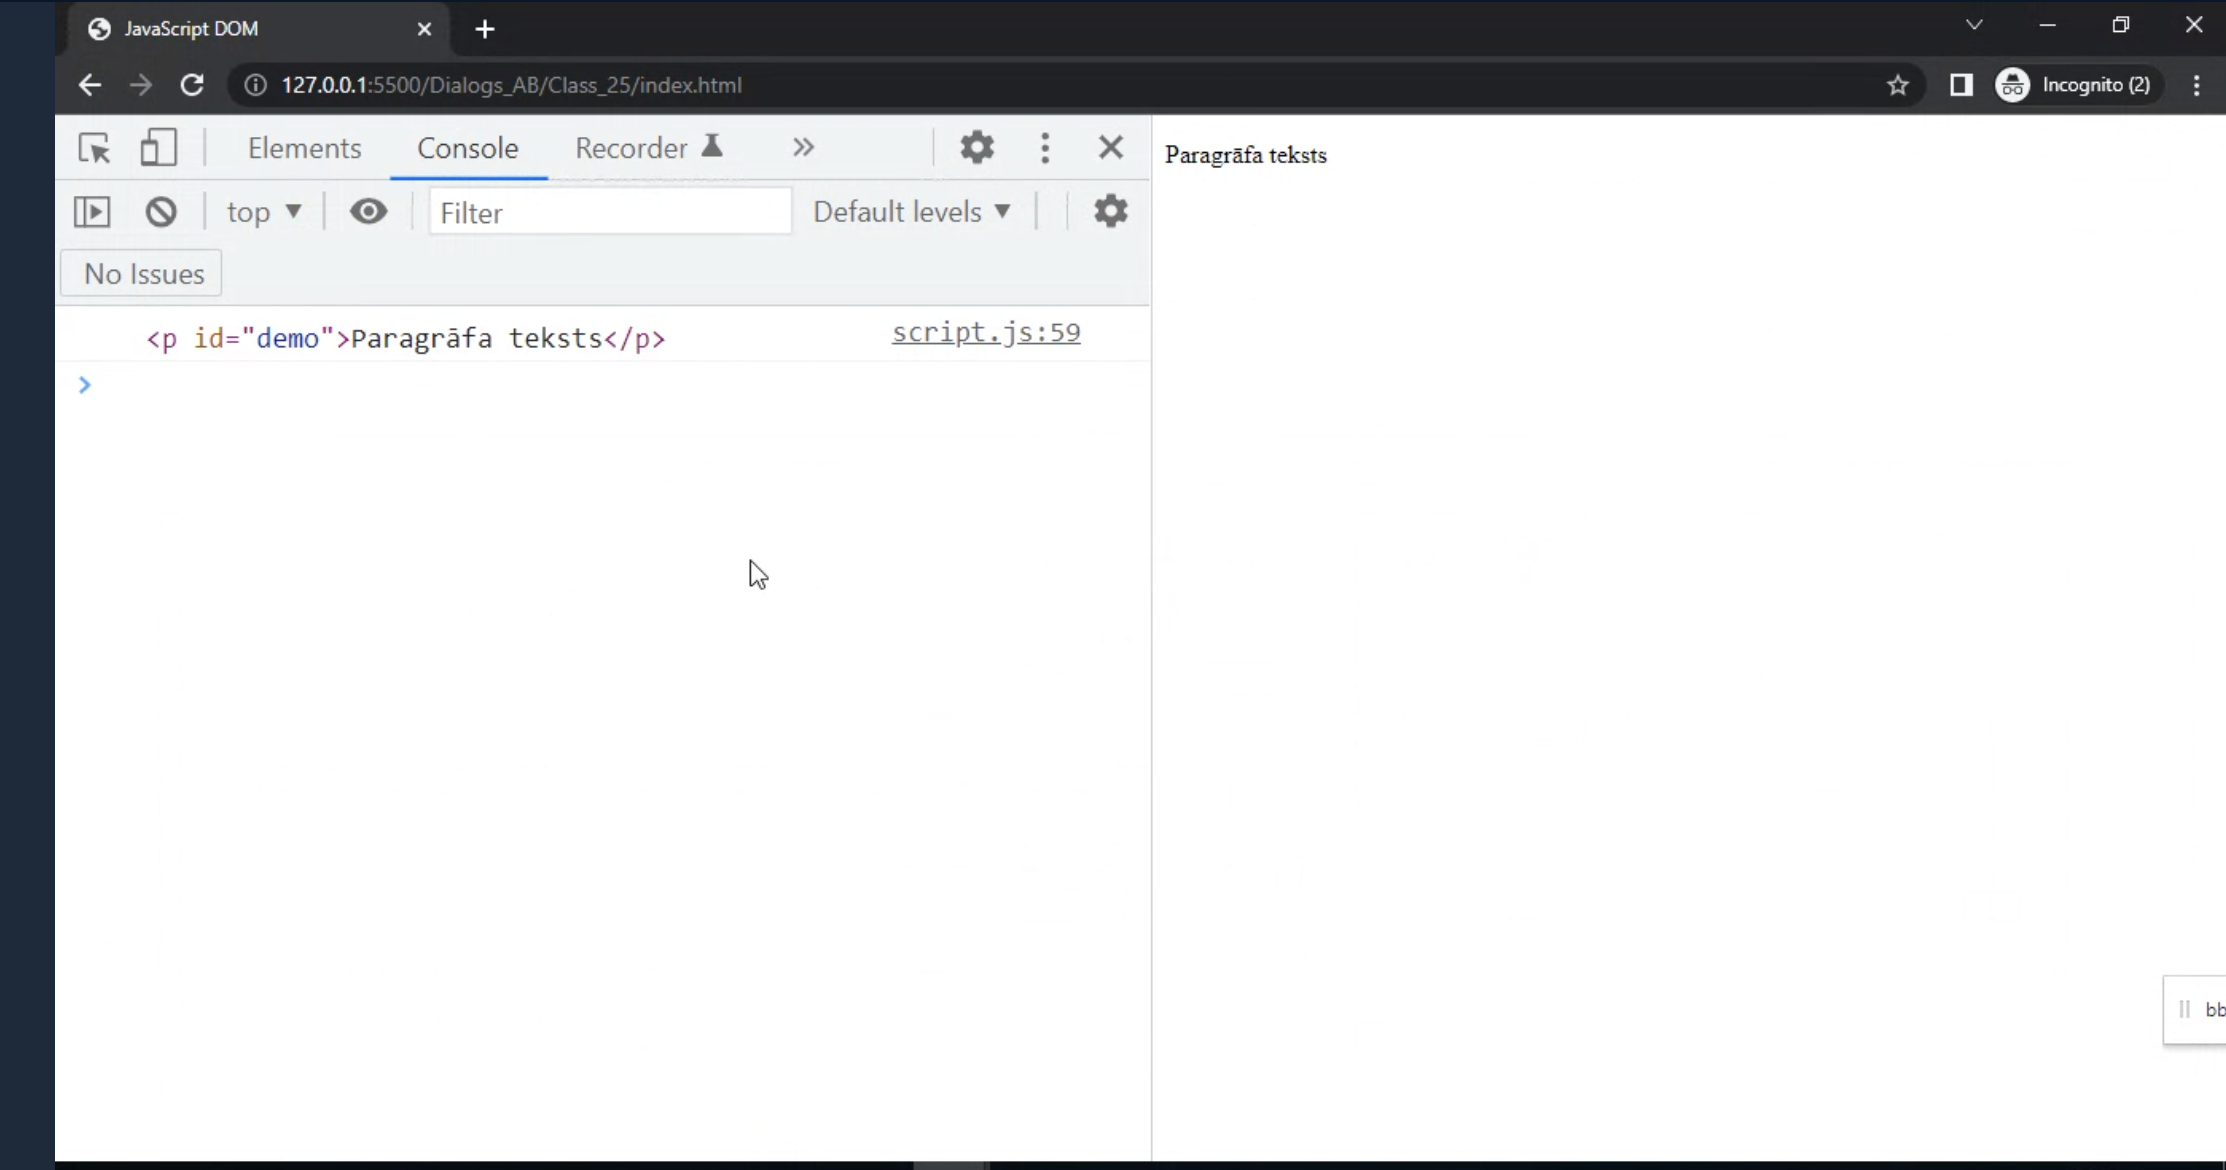 JavaScript DOM
127.0.0.1:5500/Dialogs_AB/Class_25/index.html
Incognito (2)
Elements Console Recorder
top Filter Default levels
No Issues
<p id="demo">Paragrāfa teksts</p> script.js:59
Paragrāfa teksts
bb